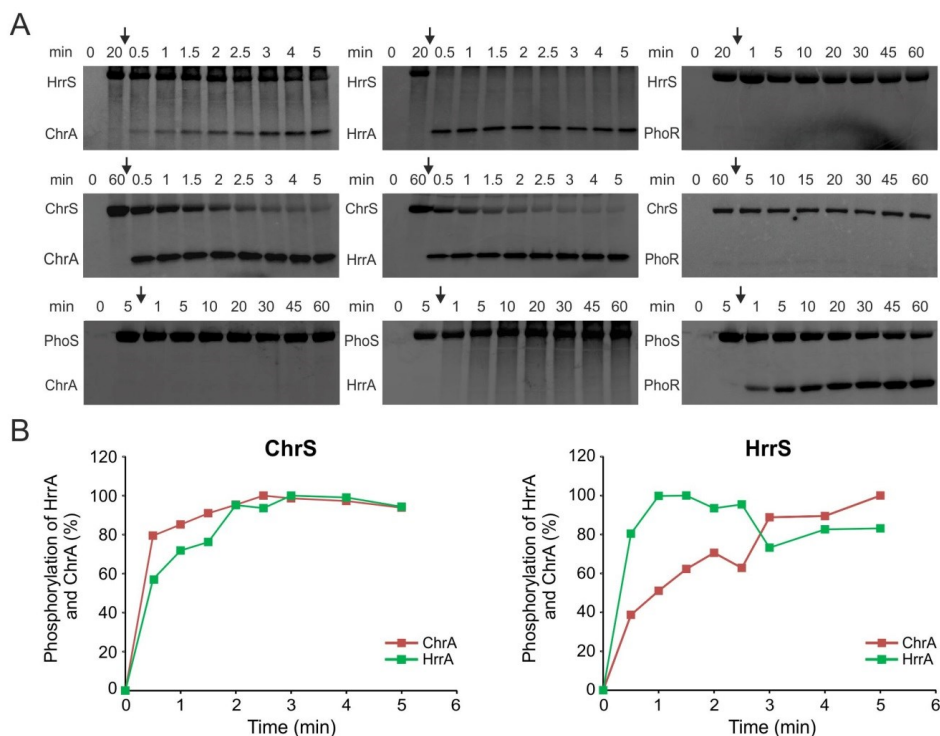 A
min 0 20 0.5 1 1.5 2 2.5 3 4 5
HrrS
ChrA
min 0 20 0.5 1 1.5 2 2.5 3 4 5
HrrS
HrrA
min 0 20 1 5 10 15 30 45 60
HrrS
PhoR
min 0 60 0.5 1 1.5 2 2.5 3 4 5
ChrS
ChrA
min 0 60 0.5 1 1.5 2 2.5 3 4 5
ChrS
HrrA
min 0 60 5 10 15 20 30 45 60
ChrS
PhoR
min 0 5 1 5 10 20 30 45 60
PhoS
ChrA
min 0 5 1 5 10 20 30 45 60
PhoS
HrrA
min 0 5 1 5 10 20 30 45 60
PhoS
PhoR
B
ChrS
Phosphorylation of HrrA
and ChrA (%)
120
100
80
60
40
20
0
ChrA
HrrA
0 1 2 3 4 5 6
Time (min)
HrrS
Phosphorylation of HrrA
and ChrA (%)
120
100
80
60
40
20
0
ChrA
HrrA
0 1 2 3 4 5 6
Time (min)